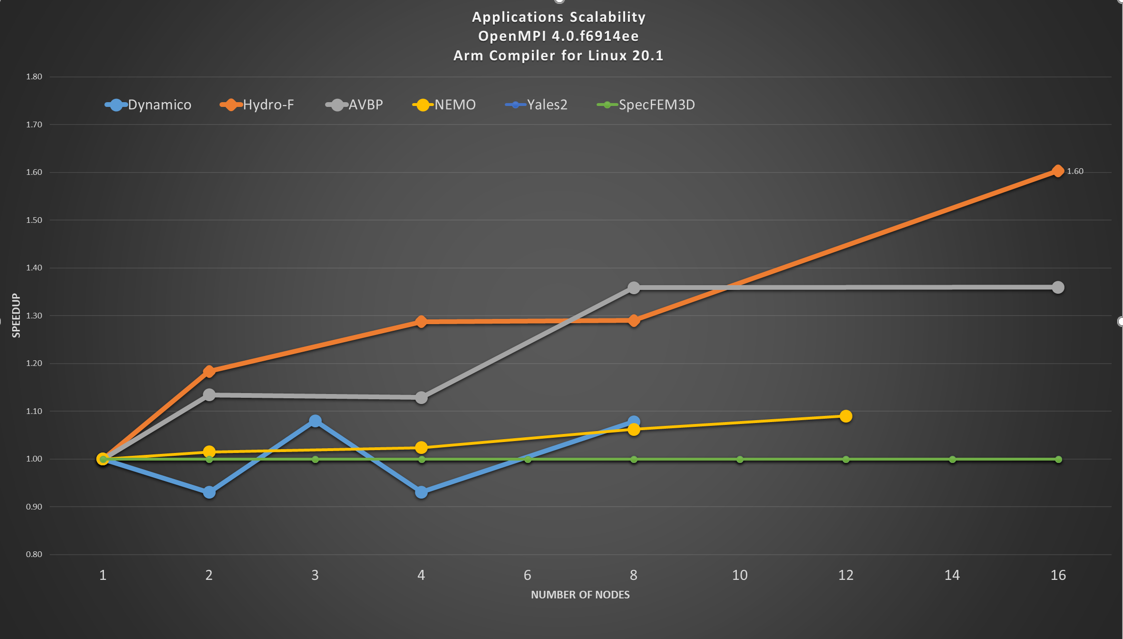 Applications Scalability
OpenMPI 4.0.f6914ee
Arm Compiler for Linux 20.1
1.80
Dynamico Hydro-F AVBP NEMO Yales2 SpecFEM3D
1.70
1.60
1.60
1.50
1.40
1.30
SPEEDUP
1.20
1.10
1.00
0.90
0.80
1 2 3 4 6 8 10 12 14 16
NUMBER OF NODES